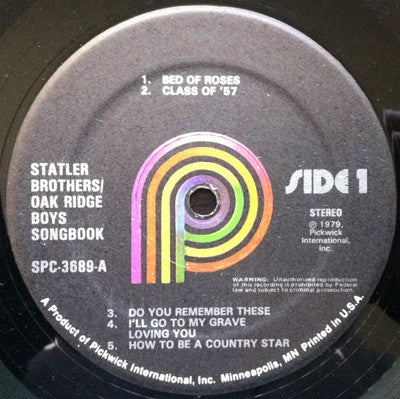 1. BED OF ROSES
2. CLASS OF '57
STATLER
BROTHERS/
OAK RIDGE
BOYS
SONGBOOK
SPC-3689-A
SIDE 1
STEREO
℗ 1979,
Pickwick
International,
Inc.
WARNING: Unauthorized reproduction
of this recording is prohibited by Federal
law and subject to criminal prosecution.
3. DO YOU REMEMBER THESE
4. I'LL GO TO MY GRAVE
LOVING YOU
5. HOW TO BE A COUNTRY STAR
A Product of Pickwick International, Inc. Minneapolis, MN Printed in U.S.A.